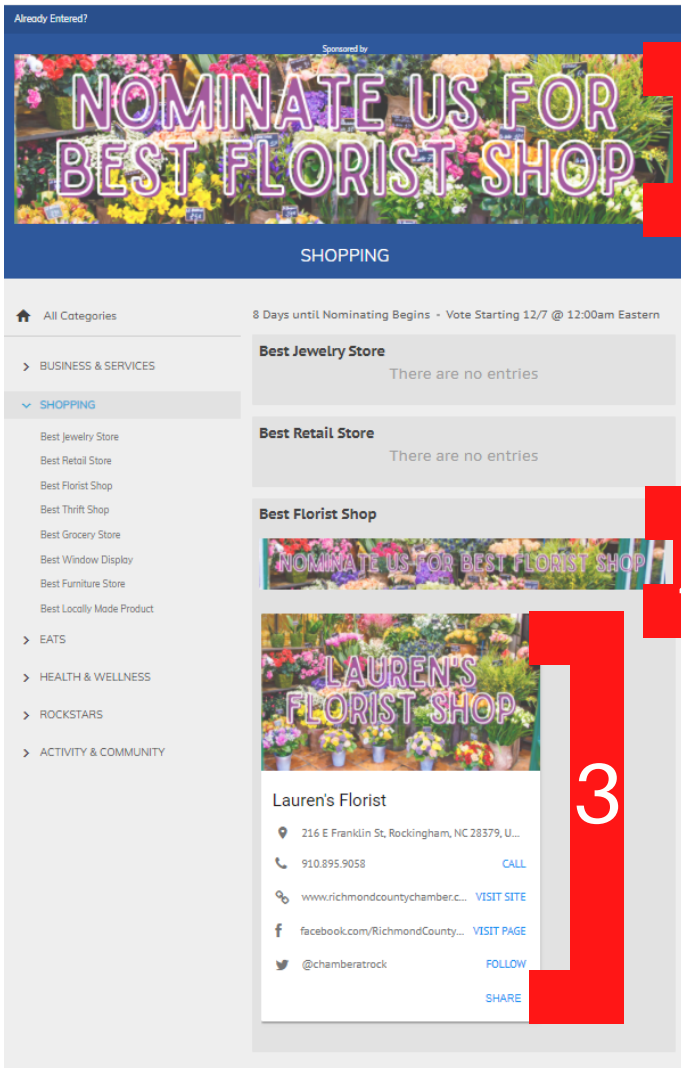 Already Entered?
Sponsored by
NOMINATE US FOR
BEST FLORIST SHOP
SHOPPING
All Categories
8 Days until Nominating Begins - Vote Starting 12/7 @ 12:00am Eastern
BUSINESS & SERVICES
SHOPPING
Best Jewelry Store
Best Retail Store
Best Florist Shop
Best Thrift Shop
Best Grocery Store
Best Window Display
Best Furniture Store
Best Locally Made Product
EATS
HEALTH & WELLNESS
ROCKSTARS
ACTIVITY & COMMUNITY
Best Jewelry Store
There are no entries
Best Retail Store
There are no entries
Best Florist Shop
NOMINATE US FOR BEST FLORIST SHOP
LAUREN'S
FLORIST SHOP
3
Lauren's Florist
216 E Franklin St, Rockingham, NC 28379, U...
910.895.9058 CALL
www.richmondcountychamber.c... VISIT SITE
facebook.com/RichmondCounty... VISIT PAGE
@chamberatrock FOLLOW
SHARE